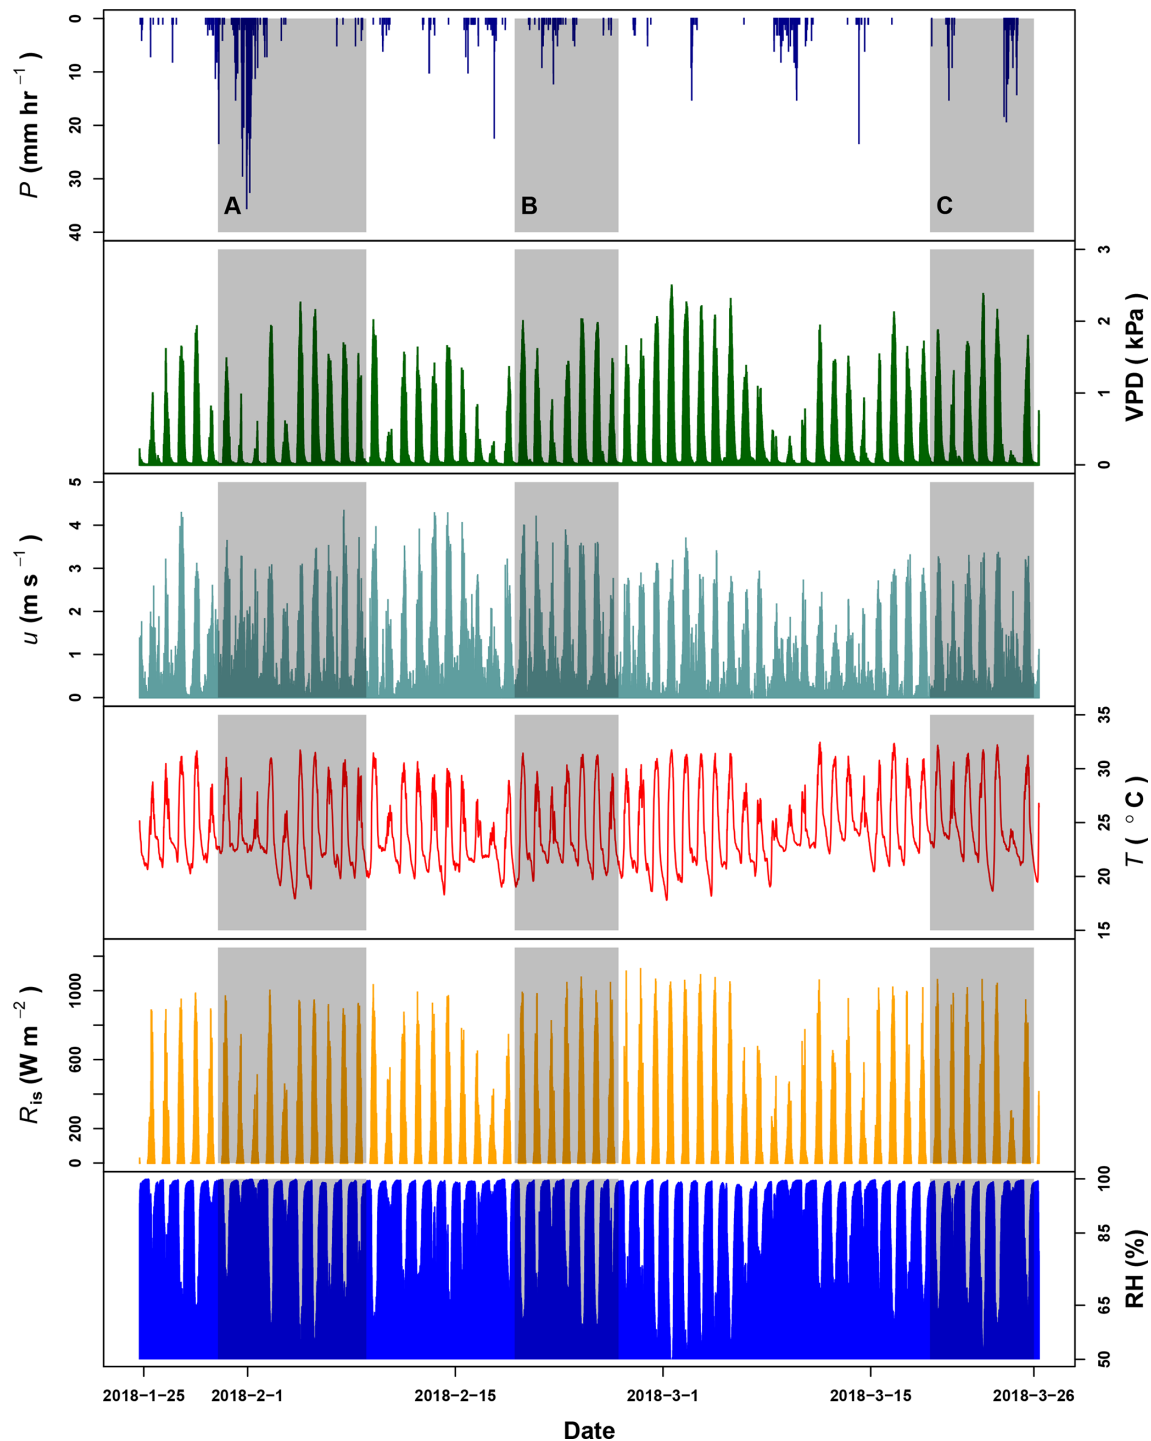 P (mm hr −1 )
0
10
20
30
40
A
B
C
VPD ( kPa )
3
2
1
0
u (m s −1 )
5
4
3
2
1
0
T ( ° C )
35
30
25
20
15
Ris (W m−2 )
1000
600
200
0
RH (%)
100
85
65
50
2018−1−25 2018−2−1 2018−2−15 2018−3−1 2018−3−15 2018−3−26
Date